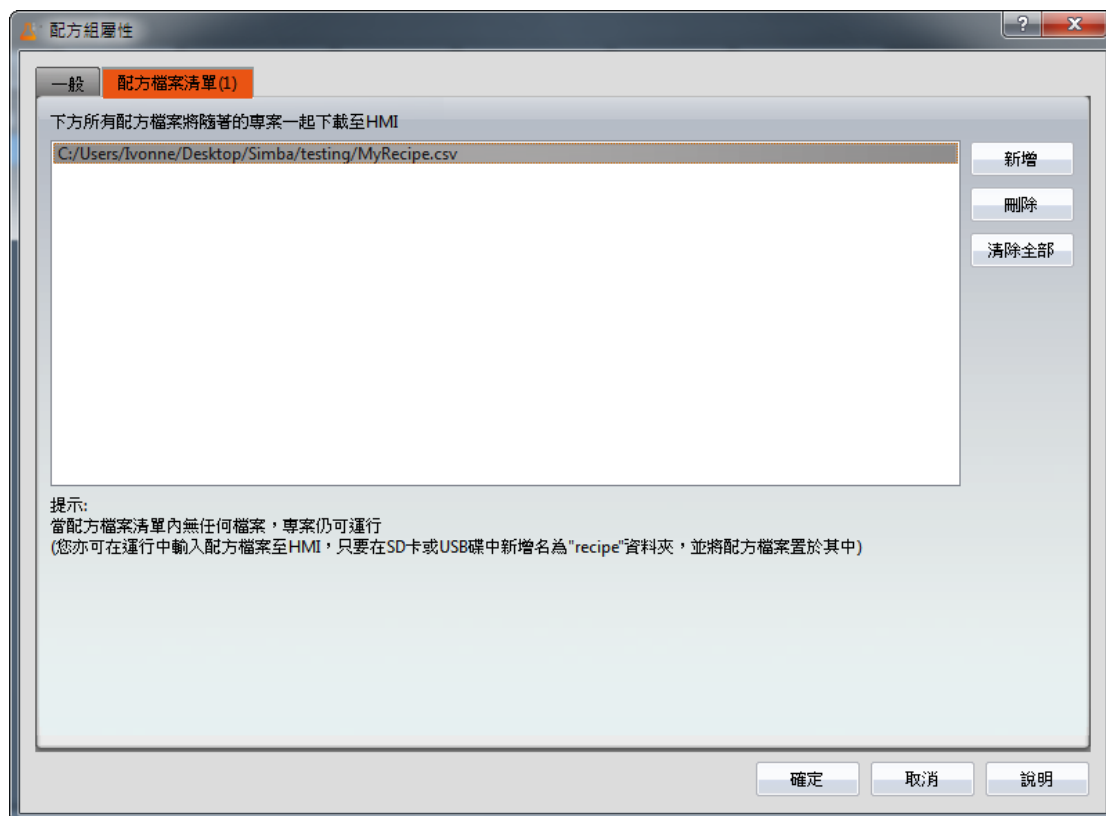 配方組屬性
?
一般
配方檔案清單(1)
下方所有配方檔案將隨著的專案一起下載至HMI
C:/Users/Ivonne/Desktop/Simba/testing/MyRecipe.csv
新增
刪除
清除全部
提示:
當配方檔案清單內無任何檔案，專案仍可運行
(您亦可在運行中輸入配方檔案至HMI，只要在SD卡或USB碟中新增名為"recipe"資料夾，並將配方檔案置於其中)
確定
取消
說明